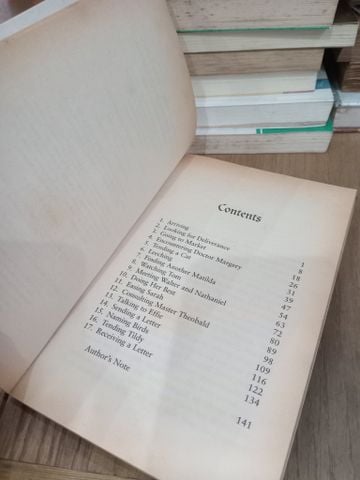 Contents
1. Arriving 1
2. Looking for Deliverance 8
3. Going to Market 18
4. Encountering Doctor Margery 26
5. Tending a Cat 31
6. Leeching 39
7. Finding Another Matilda 47
8. Watching Tom 54
9. Meeting Walter and Nathaniel 63
10. Doing Her Best 72
11. Easing Sarah 80
12. Consulting Master Theobald 89
13. Talking to Effie 98
14. Sending a Letter 109
15. Naming Birds 116
16. Tending Tildy 122
17. Receiving a Letter 134
Author's Note 141